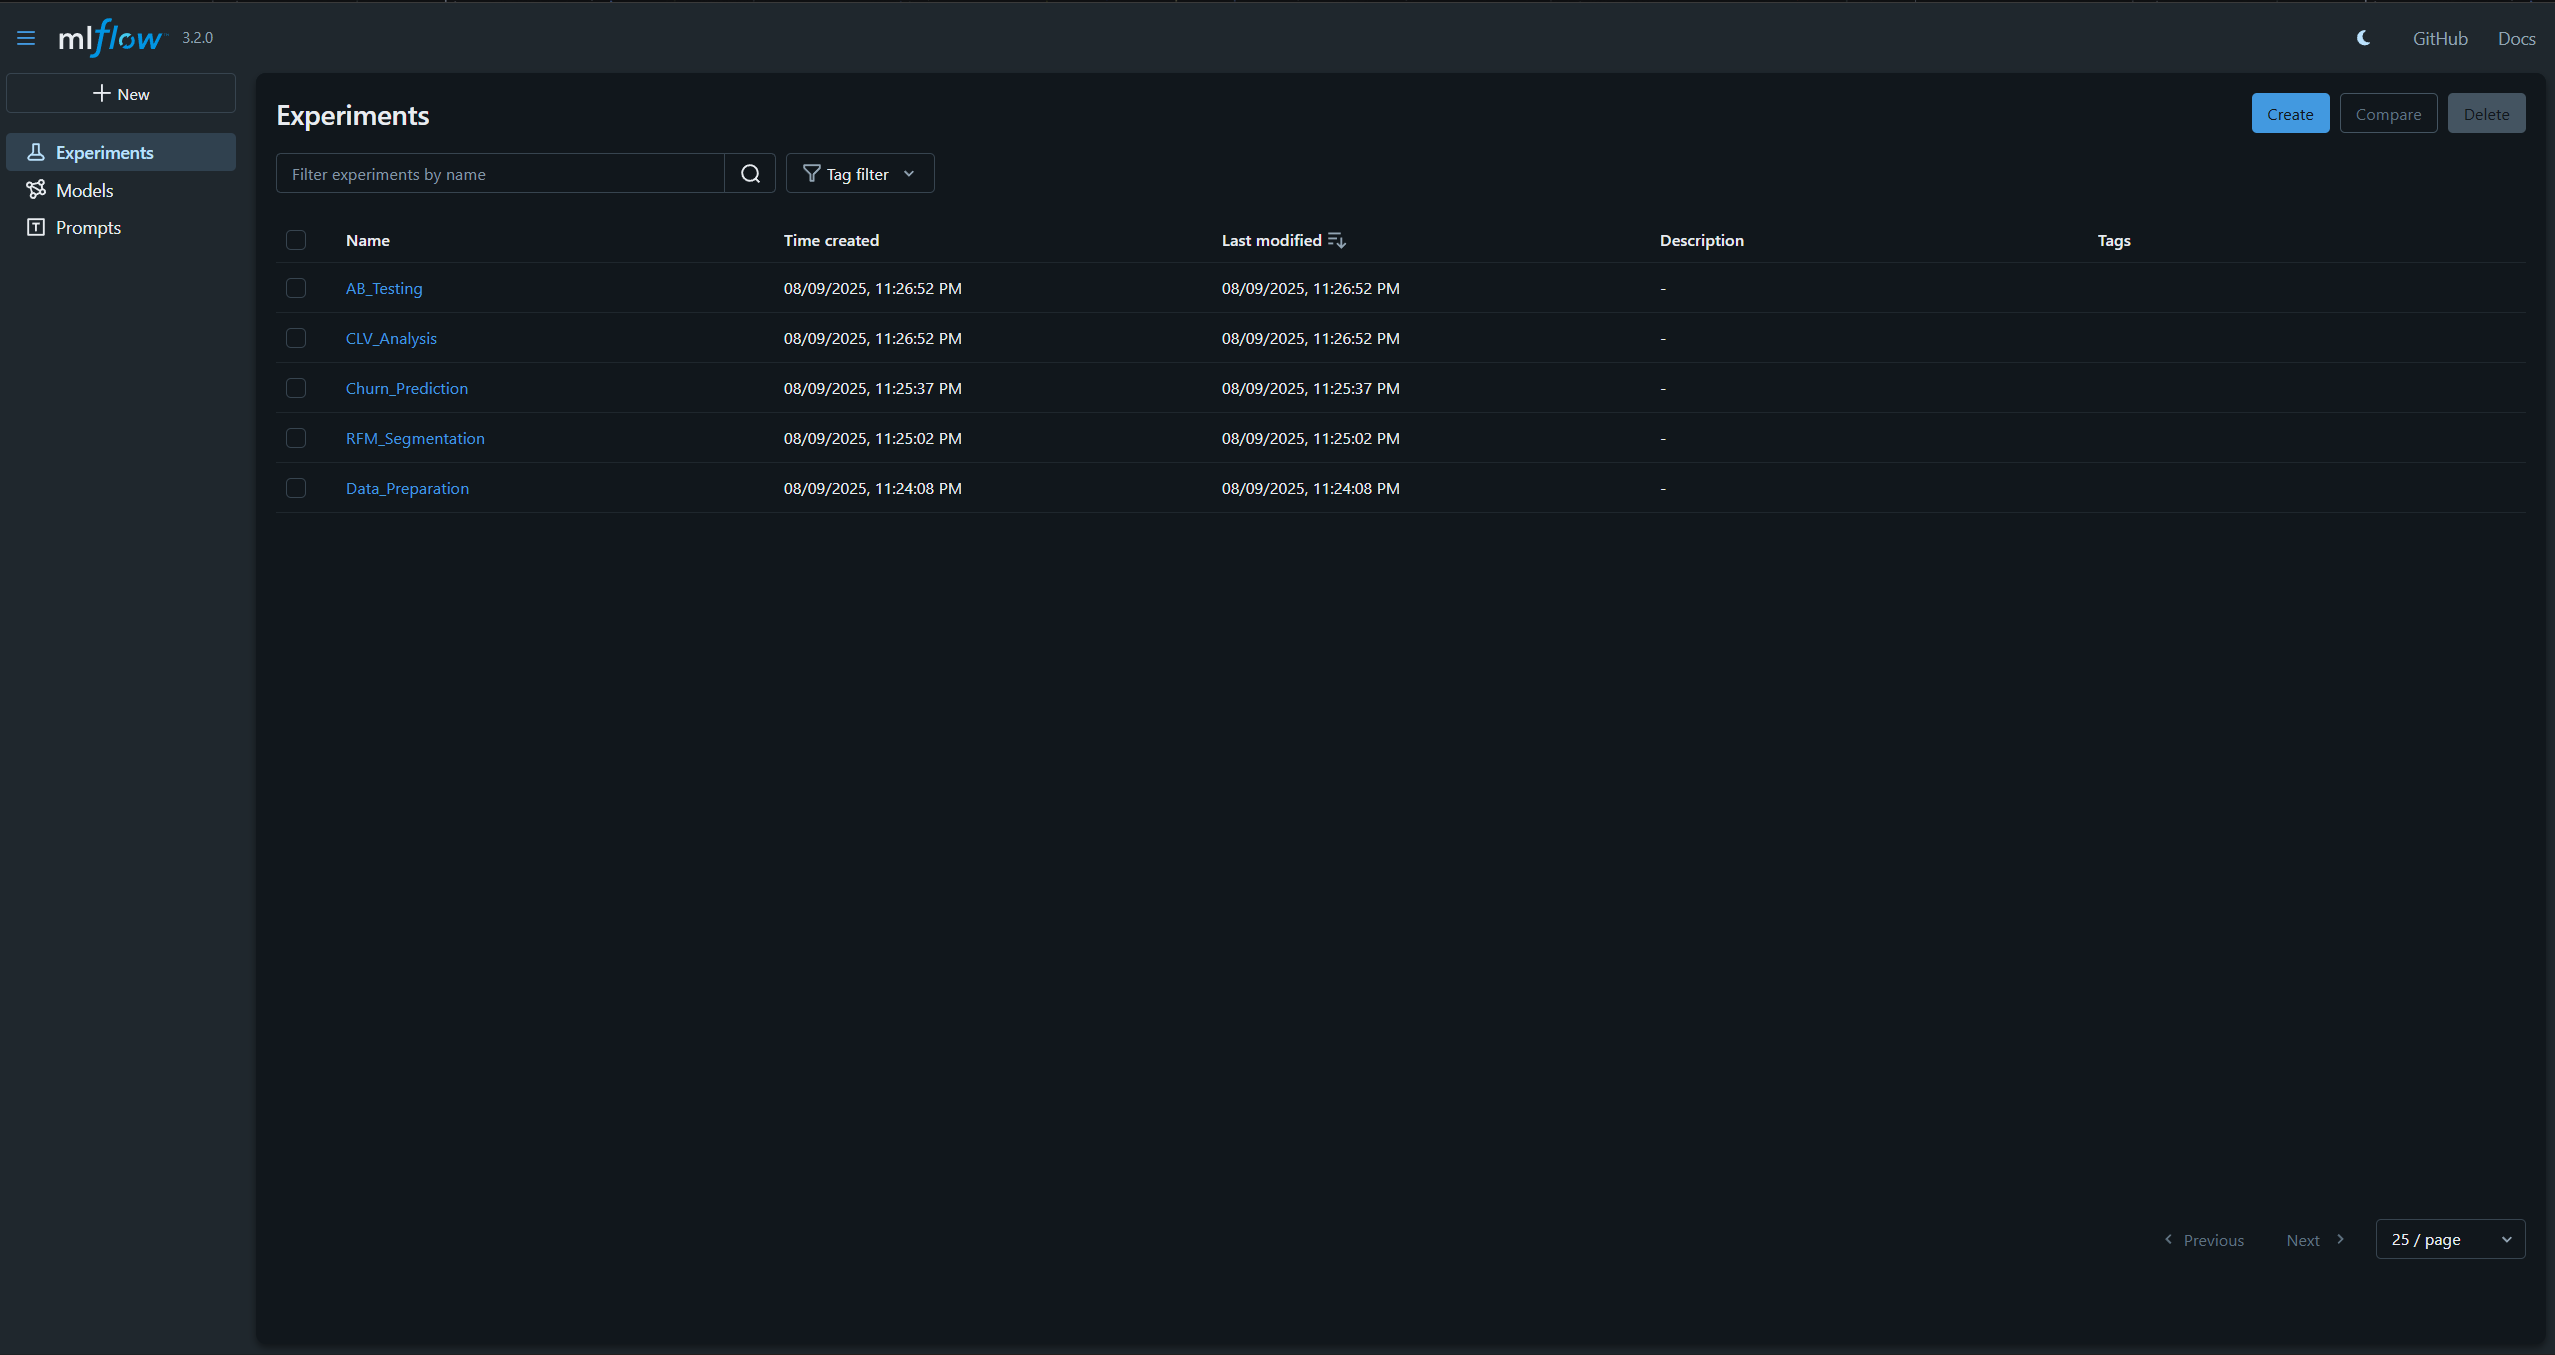 mlflow 3.2.0 GitHub Docs
New
Experiments
Models
Prompts
Experiments
Create Compare Delete
Filter experiments by name Tag filter
Name Time created Last modified Description Tags
AB_Testing 08/09/2025, 11:26:52 PM 08/09/2025, 11:26:52 PM -
CLV_Analysis 08/09/2025, 11:26:52 PM 08/09/2025, 11:26:52 PM -
Churn_Prediction 08/09/2025, 11:25:37 PM 08/09/2025, 11:25:37 PM -
RFM_Segmentation 08/09/2025, 11:25:02 PM 08/09/2025, 11:25:02 PM -
Data_Preparation 08/09/2025, 11:24:08 PM 08/09/2025, 11:24:08 PM -
Previous Next 25 / page